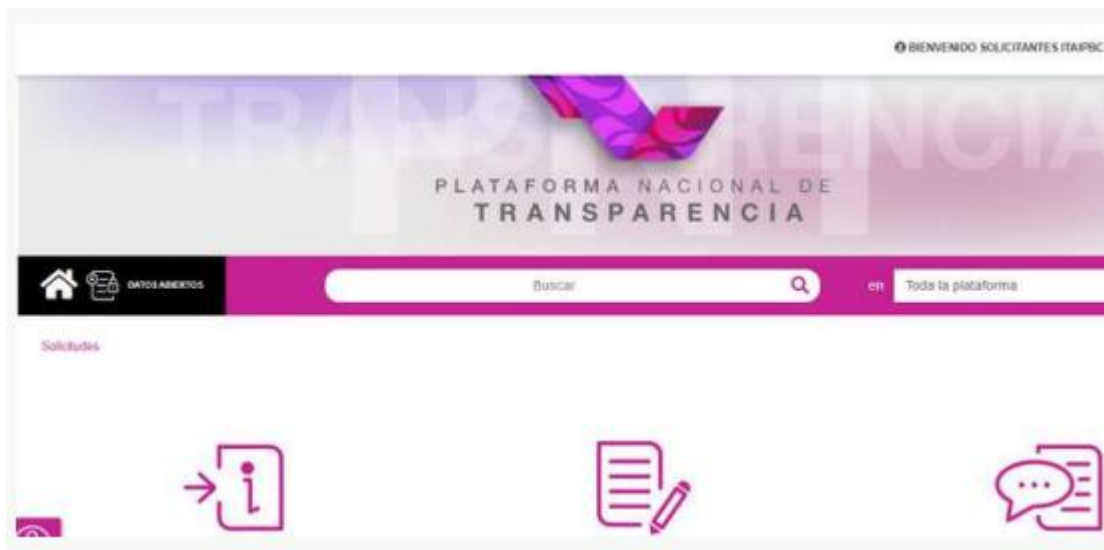 BIENVENIDO SOLICITANTES ITAIPBC
TRANSPARENCIA
PLATAFORMA NACIONAL DE
TRANSPARENCIA
DATOS ABIERTOS
Buscar
en
Toda la plataforma
Solicitudes